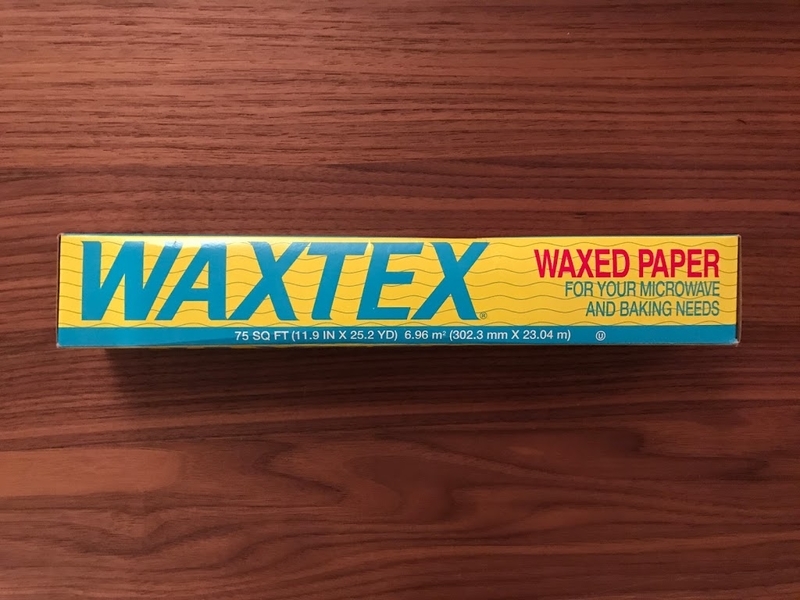 WAXTEX®
WAXED PAPER
FOR YOUR MICROWAVE
AND BAKING NEEDS
75 SQ FT (11.9 IN X 25.2 YD) 6.96 m² (302.3 mm X 23.04 m) Ⓤ